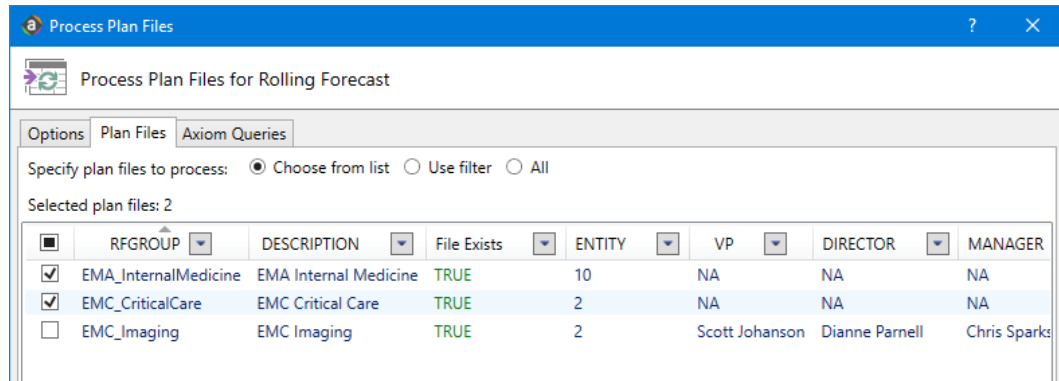 Process Plan Files ?
Process Plan Files for Rolling Forecast
Options Plan Files Axiom Queries
Specify plan files to process: Choose from list Use filter All
Selected plan files: 2
RFGROUP DESCRIPTION File Exists ENTITY VP DIRECTOR MANAGER
EMA_InternalMedicine EMA Internal Medicine TRUE 10 NA NA NA
EMC_CriticalCare EMC Critical Care TRUE 2 NA NA NA
EMC_Imaging EMC Imaging TRUE 2 Scott Johanson Dianne Parnell Chris Sparks